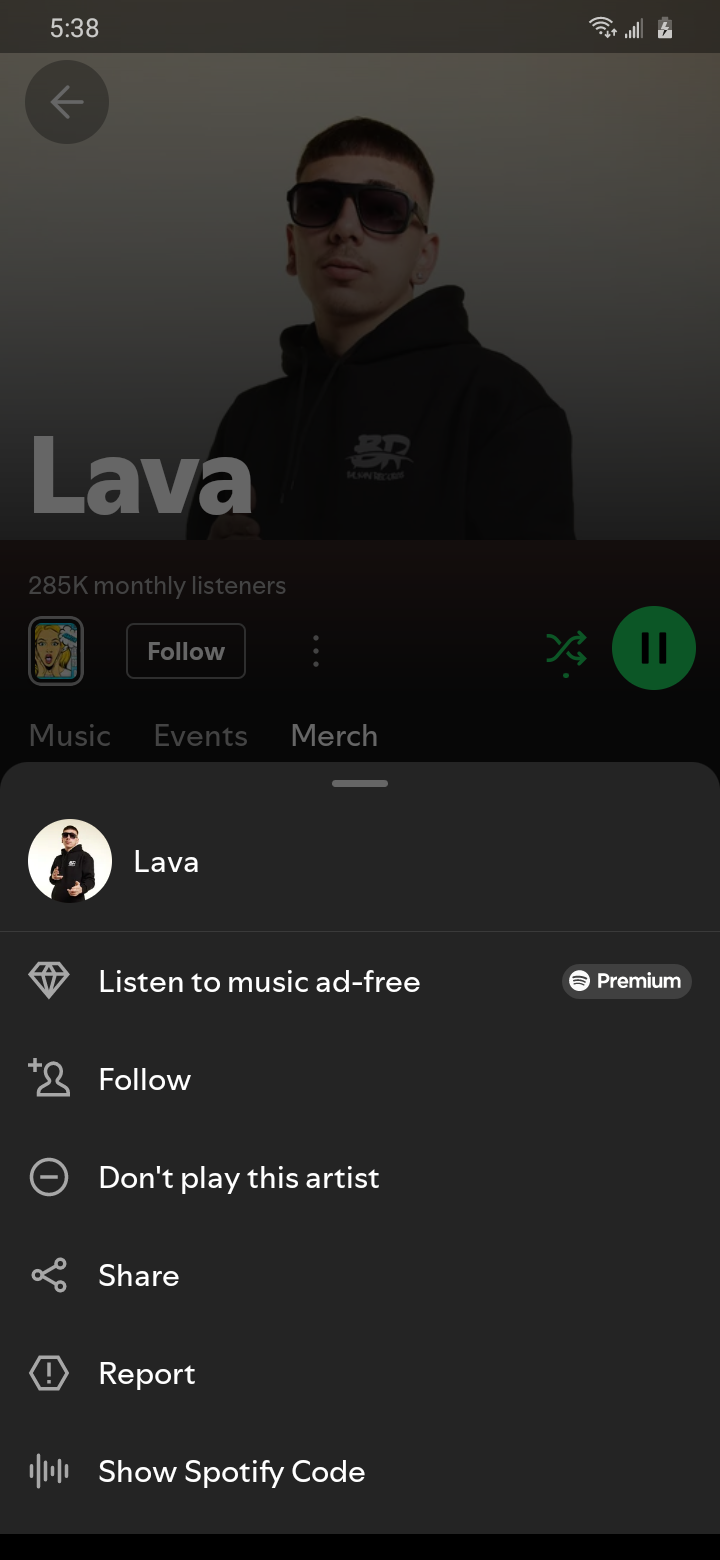 5:38
Lava
285K monthly listeners
Follow
Music Events Merch
Lava
Listen to music ad-free Premium
Follow
Don't play this artist
Share
Report
Show Spotify Code